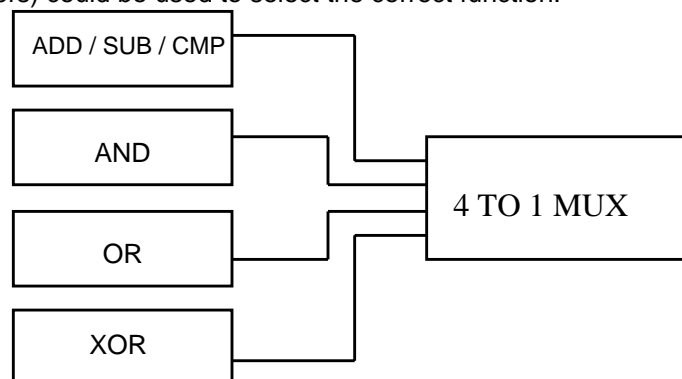 could be used to select the correct function.
ADD / SUB / CMP
AND
4 TO 1 MUX
OR
XOR